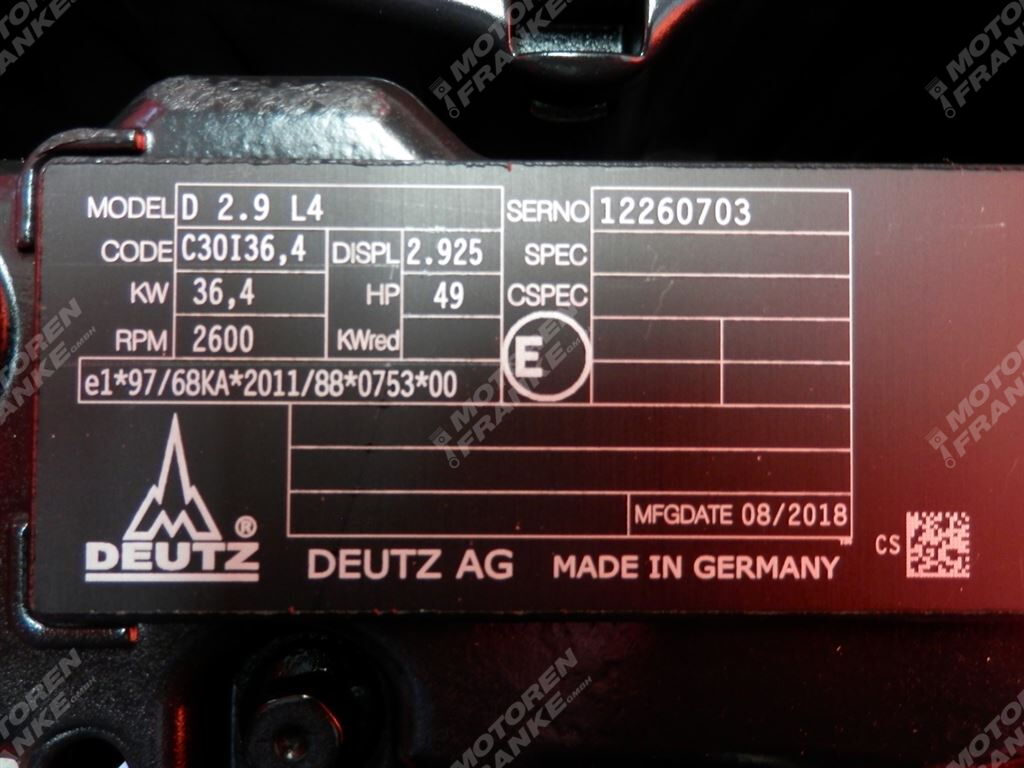 MODEL D 2.9 L4 SERNO 12260703
CODE C30I36,4 DISPL 2.925 SPEC
KW 36,4 HP 49 CSPEC
RPM 2600 KWred E
e1*97/68KA*2011/88*0753*00
MFGDATE 08/2018
DEUTZ® DEUTZ AG MADE IN GERMANY CS
MOTOREN FRANKE GMBH